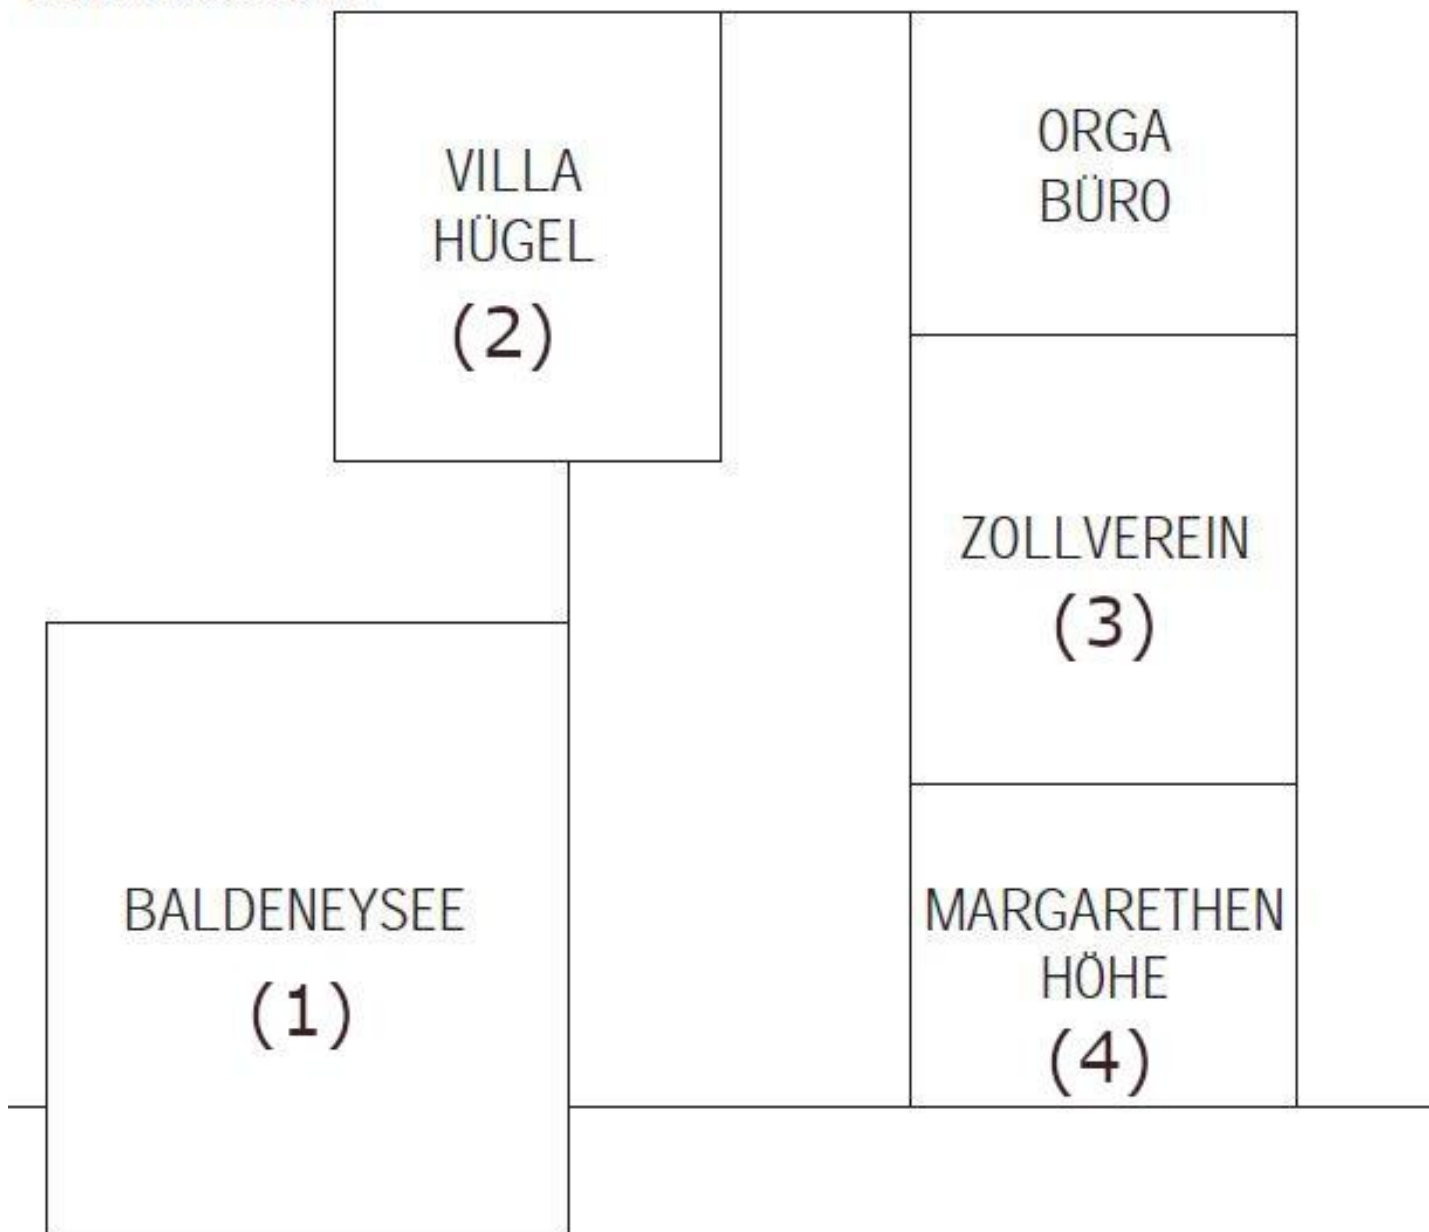 VILLA
HÜGEL
(2)
ORGA
BÜRO
ZOLLVEREIN
(3)
BALDENEYSEE
(1)
MARGARETHEN
HÖHE
(4)